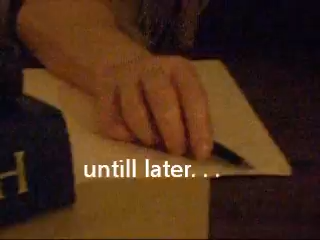 untill later. . .
H